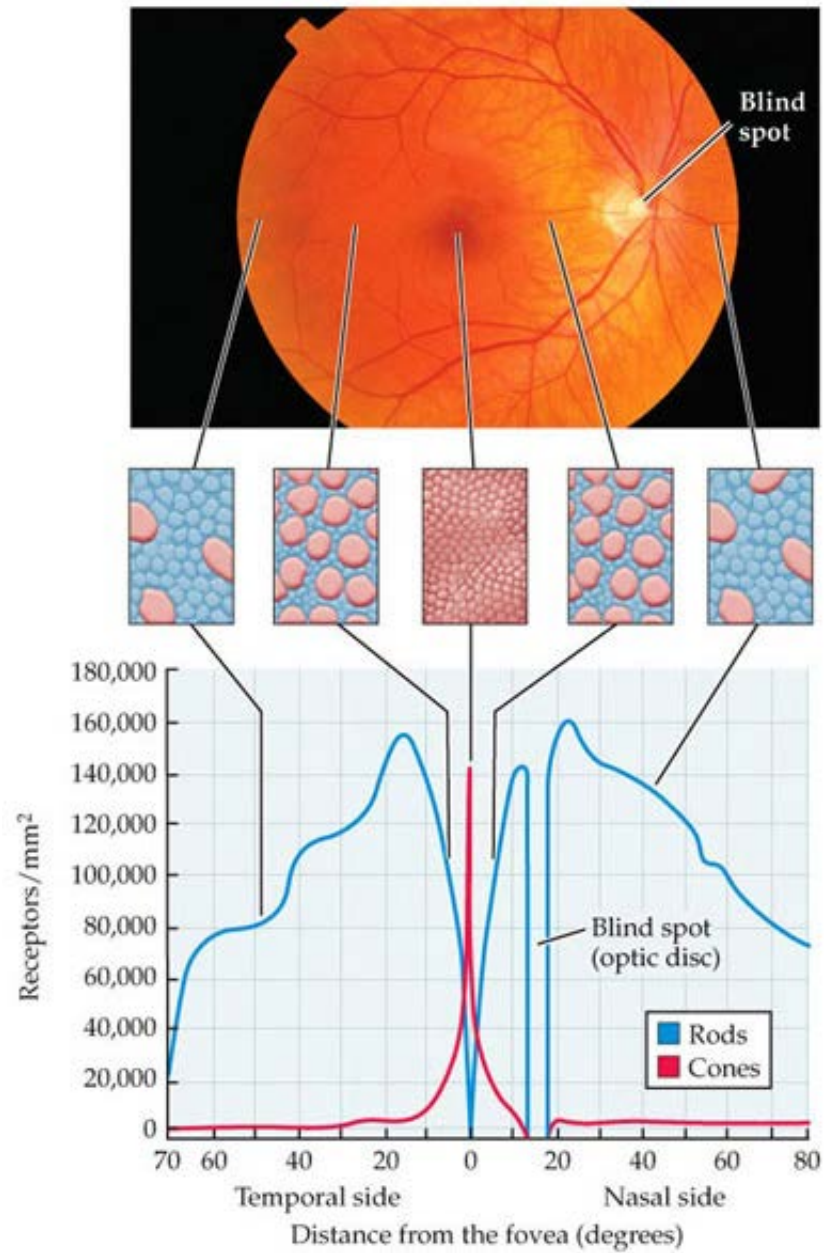 Blind
spot
180,000
160,000
140,000
120,000
100,000
80,000
60,000
40,000
20,000
0
Receptors/mm²
Blind spot
(optic disc)
Rods
Cones
70 60 40 20 0 20 40 60 80
Temporal side Nasal side
Distance from the fovea (degrees)